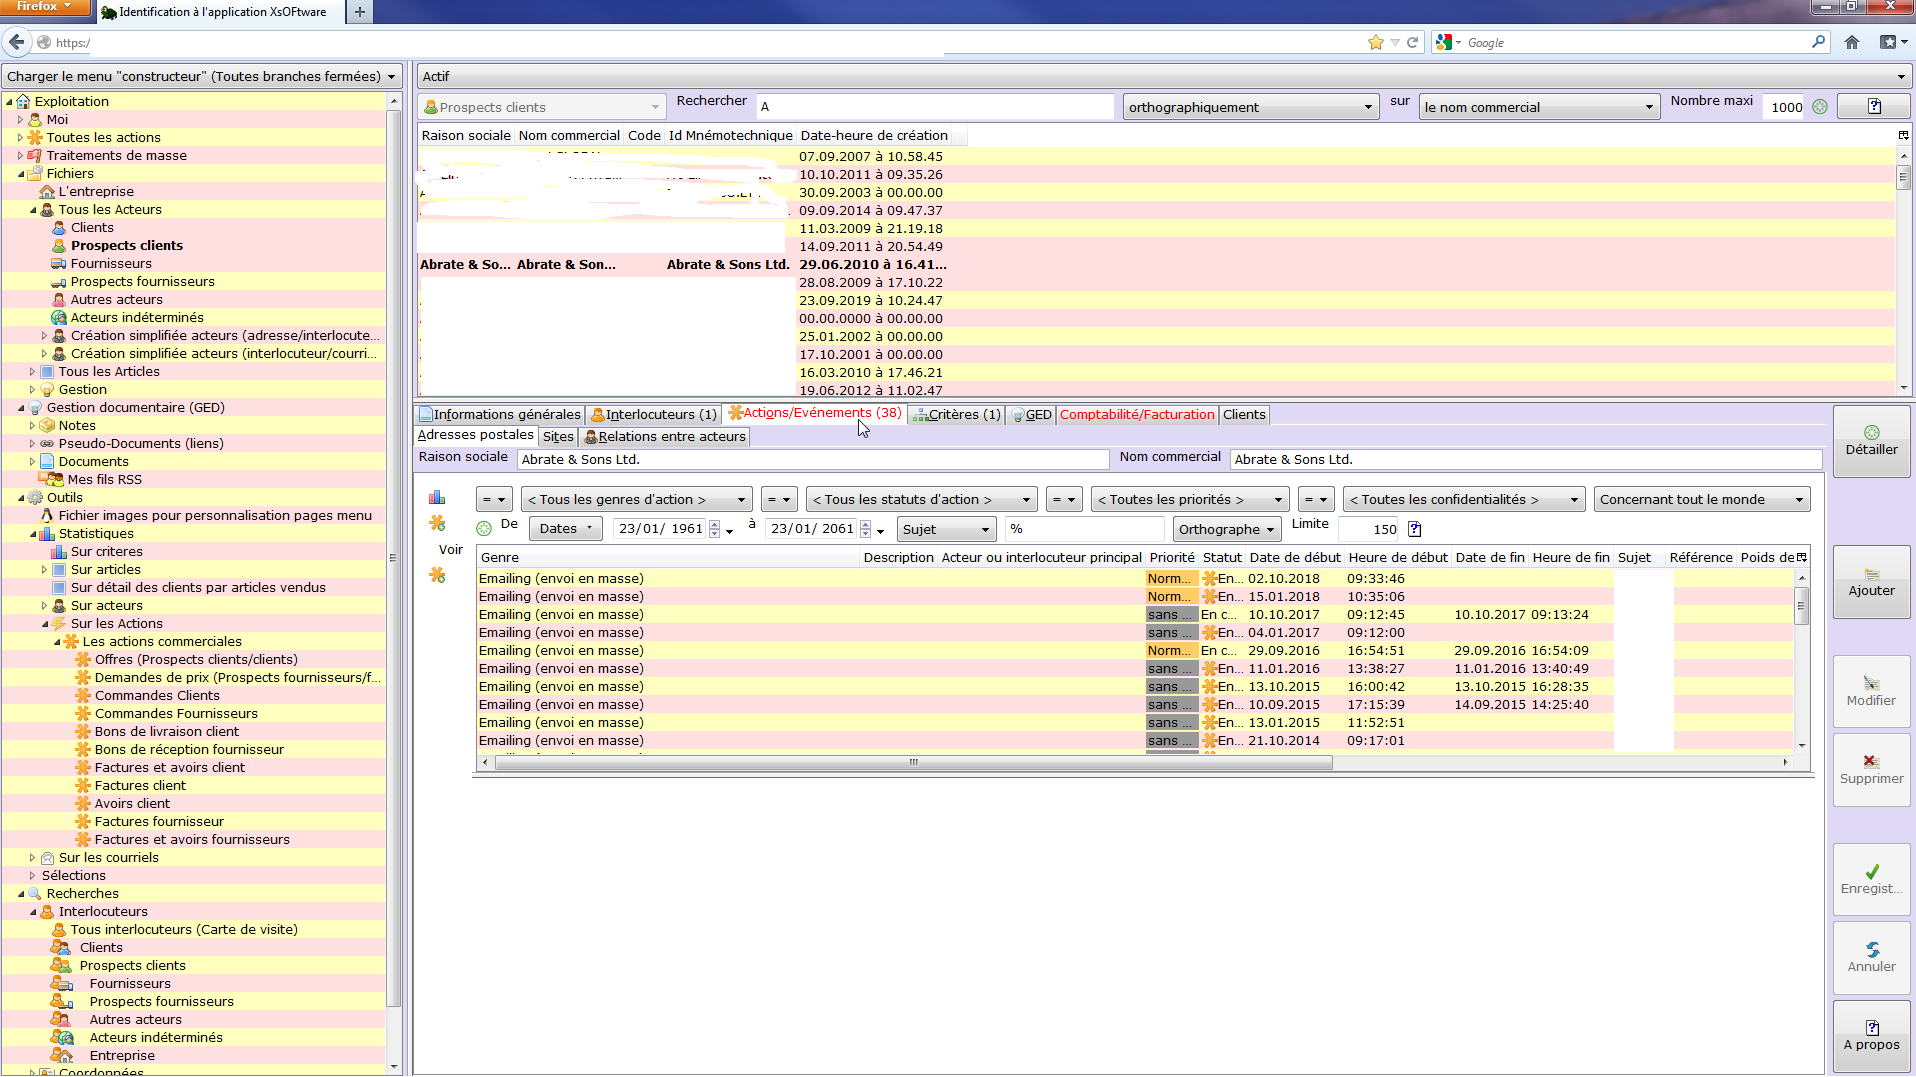 Firefox
Identification à l'application XsOFtware
https:/
Google
Charger le menu "constructeur" (Toutes branches fermées)
Exploitation
Moi
Toutes les actions
Traitements de masse
Fichiers
L'entreprise
Tous les Acteurs
Clients
Prospects clients
Fournisseurs
Prospects fournisseurs
Autres acteurs
Acteurs indéterminés
Création simplifiée acteurs (adresse/interlocute...
Création simplifiée acteurs (interlocuteur/courri...
Tous les Articles
Gestion
Gestion documentaire (GED)
Notes
Pseudo-Documents (liens)
Documents
Mes fils RSS
Outils
Fichier images pour personnalisation pages menu
Statistiques
Sur criteres
Sur articles
Sur détail des clients par articles vendus
Sur acteurs
Sur les Actions
Les actions commerciales
Offres (Prospects clients/clients)
Demandes de prix (Prospects fournisseurs/f...
Commandes Clients
Commandes Fournisseurs
Bons de livraison client
Bons de réception fournisseur
Factures et avoirs client
Factures client
Avoirs client
Factures fournisseur
Factures et avoirs fournisseurs
Sur les courriels
Sélections
Recherches
Interlocuteurs
Tous interlocuteurs (Carte de visite)
Clients
Prospects clients
Fournisseurs
Prospects fournisseurs
Autres acteurs
Acteurs indéterminés
Entreprise
Coordonnées
Actif
Prospects clients Rechercher A orthographiquement sur le nom commercial Nombre maxi 1000
Raison sociale Nom commercial Code Id Mnémotechnique Date-heure de création
07.09.2007 à 10.58.45
10.10.2011 à 09.35.26
30.09.2003 à 00.00.00
09.09.2014 à 09.47.37
11.03.2009 à 21.19.18
14.09.2011 à 20.54.49
Abrate & So... Abrate & Son... Abrate & Sons Ltd. 29.06.2010 à 16.41...
28.08.2009 à 17.10.22
23.09.2019 à 10.24.47
00.00.0000 à 00.00.00
25.01.2002 à 00.00.00
17.10.2001 à 00.00.00
16.03.2010 à 17.46.21
19.06.2012 à 11.02.47
Informations générales Interlocuteurs (1) Actions/Evénements (38) Critères (1) GED Comptabilité/Facturation Clients
Adresses postales Sites Relations entre acteurs
Raison sociale Abrate & Sons Ltd. Nom commercial Abrate & Sons Ltd.
= < Tous les genres d'action > = < Tous les statuts d'action > = < Toutes les priorités > = < Toutes les confidentialités > Concernant tout le monde
De Dates 23/01/ 1961 à 23/01/ 2061 Sujet % Orthographe Limite 150
Voir
Genre Description Acteur ou interlocuteur principal Priorité Statut Date de début Heure de début Date de fin Heure de fin Sujet Référence Poids de
Emailing (envoi en masse) Norm... En... 02.10.2018 09:33:46
Emailing (envoi en masse) Norm... En... 15.01.2018 10:35:06
Emailing (envoi en masse) sans ... En c... 10.10.2017 09:12:45 10.10.2017 09:13:24
Emailing (envoi en masse) sans ... En... 04.01.2017 09:12:00
Emailing (envoi en masse) Norm... En c... 29.09.2016 16:54:51 29.09.2016 16:54:09
Emailing (envoi en masse) sans ... En... 11.01.2016 13:38:27 11.01.2016 13:40:49
Emailing (envoi en masse) sans ... En... 13.10.2015 16:00:42 13.10.2015 16:28:35
Emailing (envoi en masse) sans ... En... 10.09.2015 17:15:39 14.09.2015 14:25:40
Emailing (envoi en masse) sans ... En... 13.01.2015 11:52:51
Emailing (envoi en masse) sans ... En... 21.10.2014 09:17:01
Détailler
Ajouter
Modifier
Supprimer
Enregist...
Annuler
A propos